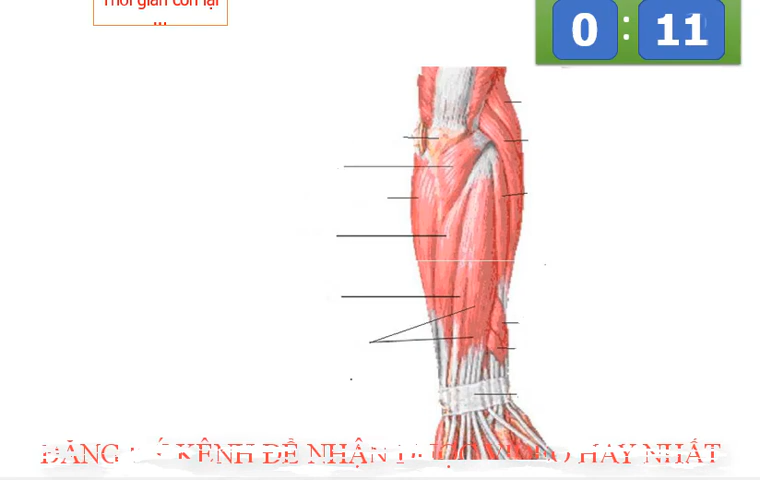 Thời gian còn lại
...
0 : 11
ĐĂNG KÊNH ĐỂ NHẬN HAY NHẤT